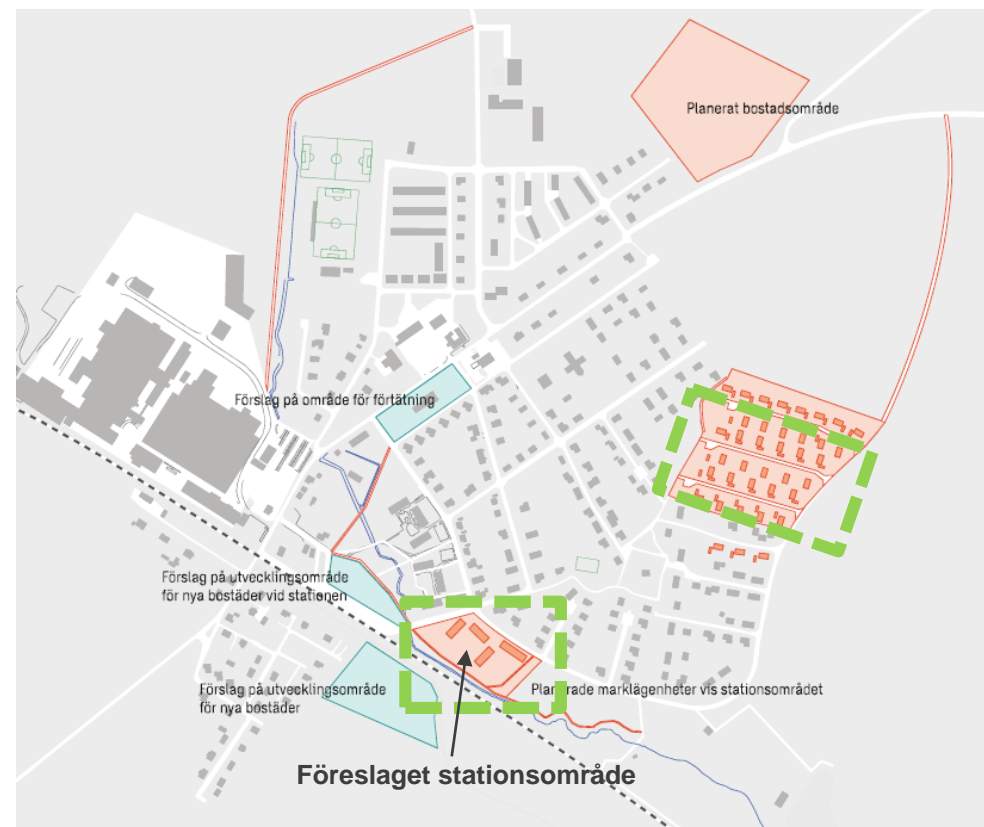 Planerat bostadsområde
Förslag på område för förtätning
Förslag på utvecklingsområde
för nya bostäder vid stationen
Förslag på utvecklingsområde
för nya bostäder
Planerade marklägenheter vis stationsområdet
Föreslaget stationsområde